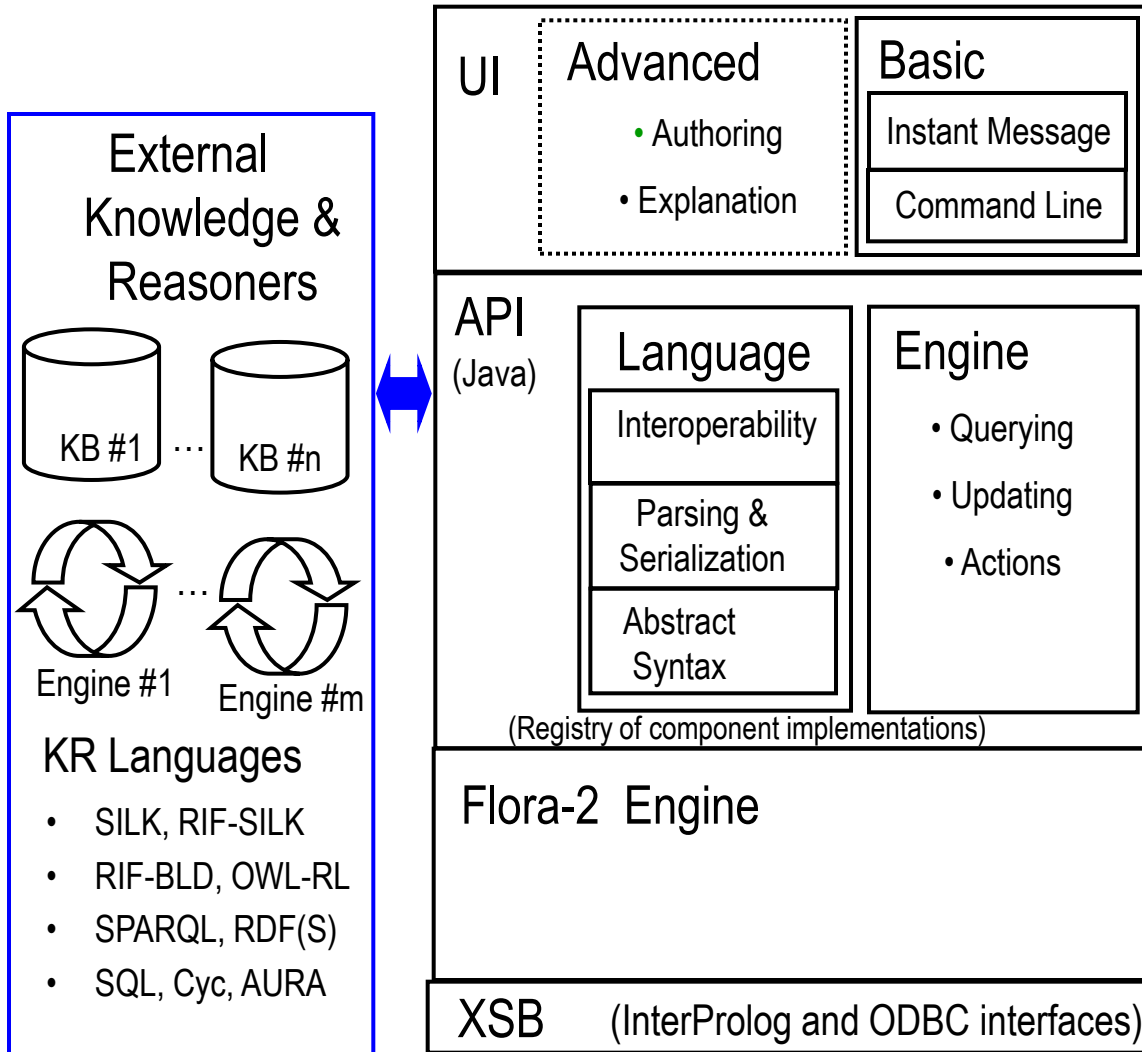 External
Knowledge &
Reasoners
KB #1
…
KB #n
…
Engine #1
Engine #m
KR Languages
• SILK, RIF-SILK
• RIF-BLD, OWL-RL
• SPARQL, RDF(S)
• SQL, Cyc, AURA
UI
Advanced
• Authoring
• Explanation
Basic
Instant Message
Command Line
API
(Java)
Language
Interoperability
Parsing &
Serialization
Abstract
Syntax
Engine
• Querying
• Updating
• Actions
(Registry of component implementations)
Flora-2 Engine
XSB (InterProlog and ODBC interfaces)